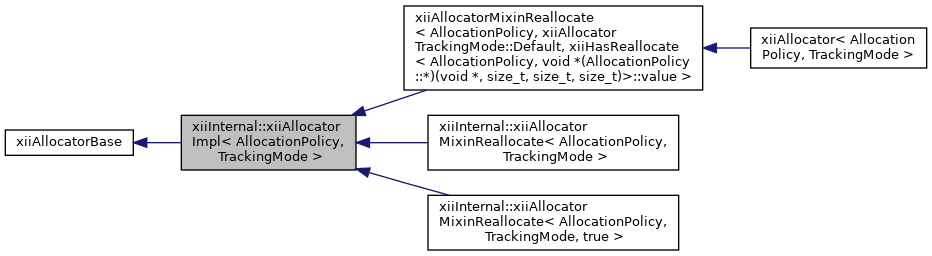 xiiAllocatorBase
xiiInternal::xiiAllocator
Impl< AllocationPolicy,
TrackingMode >
xiiAllocatorMixinReallocate
< AllocationPolicy, xiiAllocator
TrackingMode::Default, xiiHasReallocate
< AllocationPolicy, void *(AllocationPolicy
::*)(void *, size_t, size_t, size_t)>::value >
xiiAllocator< Allocation
Policy, TrackingMode >
xiiInternal::xiiAllocator
MixinReallocate< AllocationPolicy,
TrackingMode >
xiiInternal::xiiAllocator
MixinReallocate< AllocationPolicy,
TrackingMode, true >